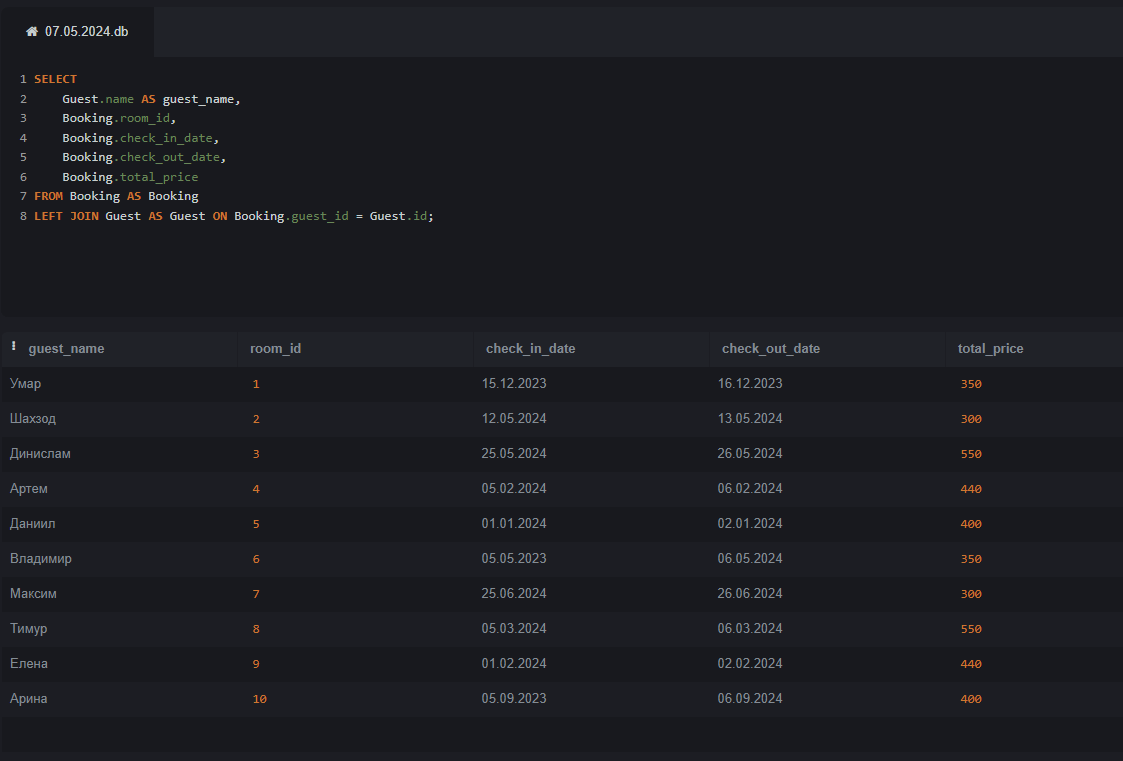 07.05.2024.db
1 SELECT
2 Guest.name AS guest_name,
3 Booking.room_id,
4 Booking.check_in_date,
5 Booking.check_out_date,
6 Booking.total_price
7 FROM Booking AS Booking
8 LEFT JOIN Guest AS Guest ON Booking.guest_id = Guest.id;
guest_name room_id check_in_date check_out_date total_price
Умар 1 15.12.2023 16.12.2023 350
Шахзод 2 12.05.2024 13.05.2024 300
Динислам 3 25.05.2024 26.05.2024 550
Артем 4 05.02.2024 06.02.2024 440
Даниил 5 01.01.2024 02.01.2024 400
Владимир 6 05.05.2023 06.05.2024 350
Максим 7 25.06.2024 26.06.2024 300
Тимур 8 05.03.2024 06.03.2024 550
Елена 9 01.02.2024 02.02.2024 440
Арина 10 05.09.2023 06.09.2024 400